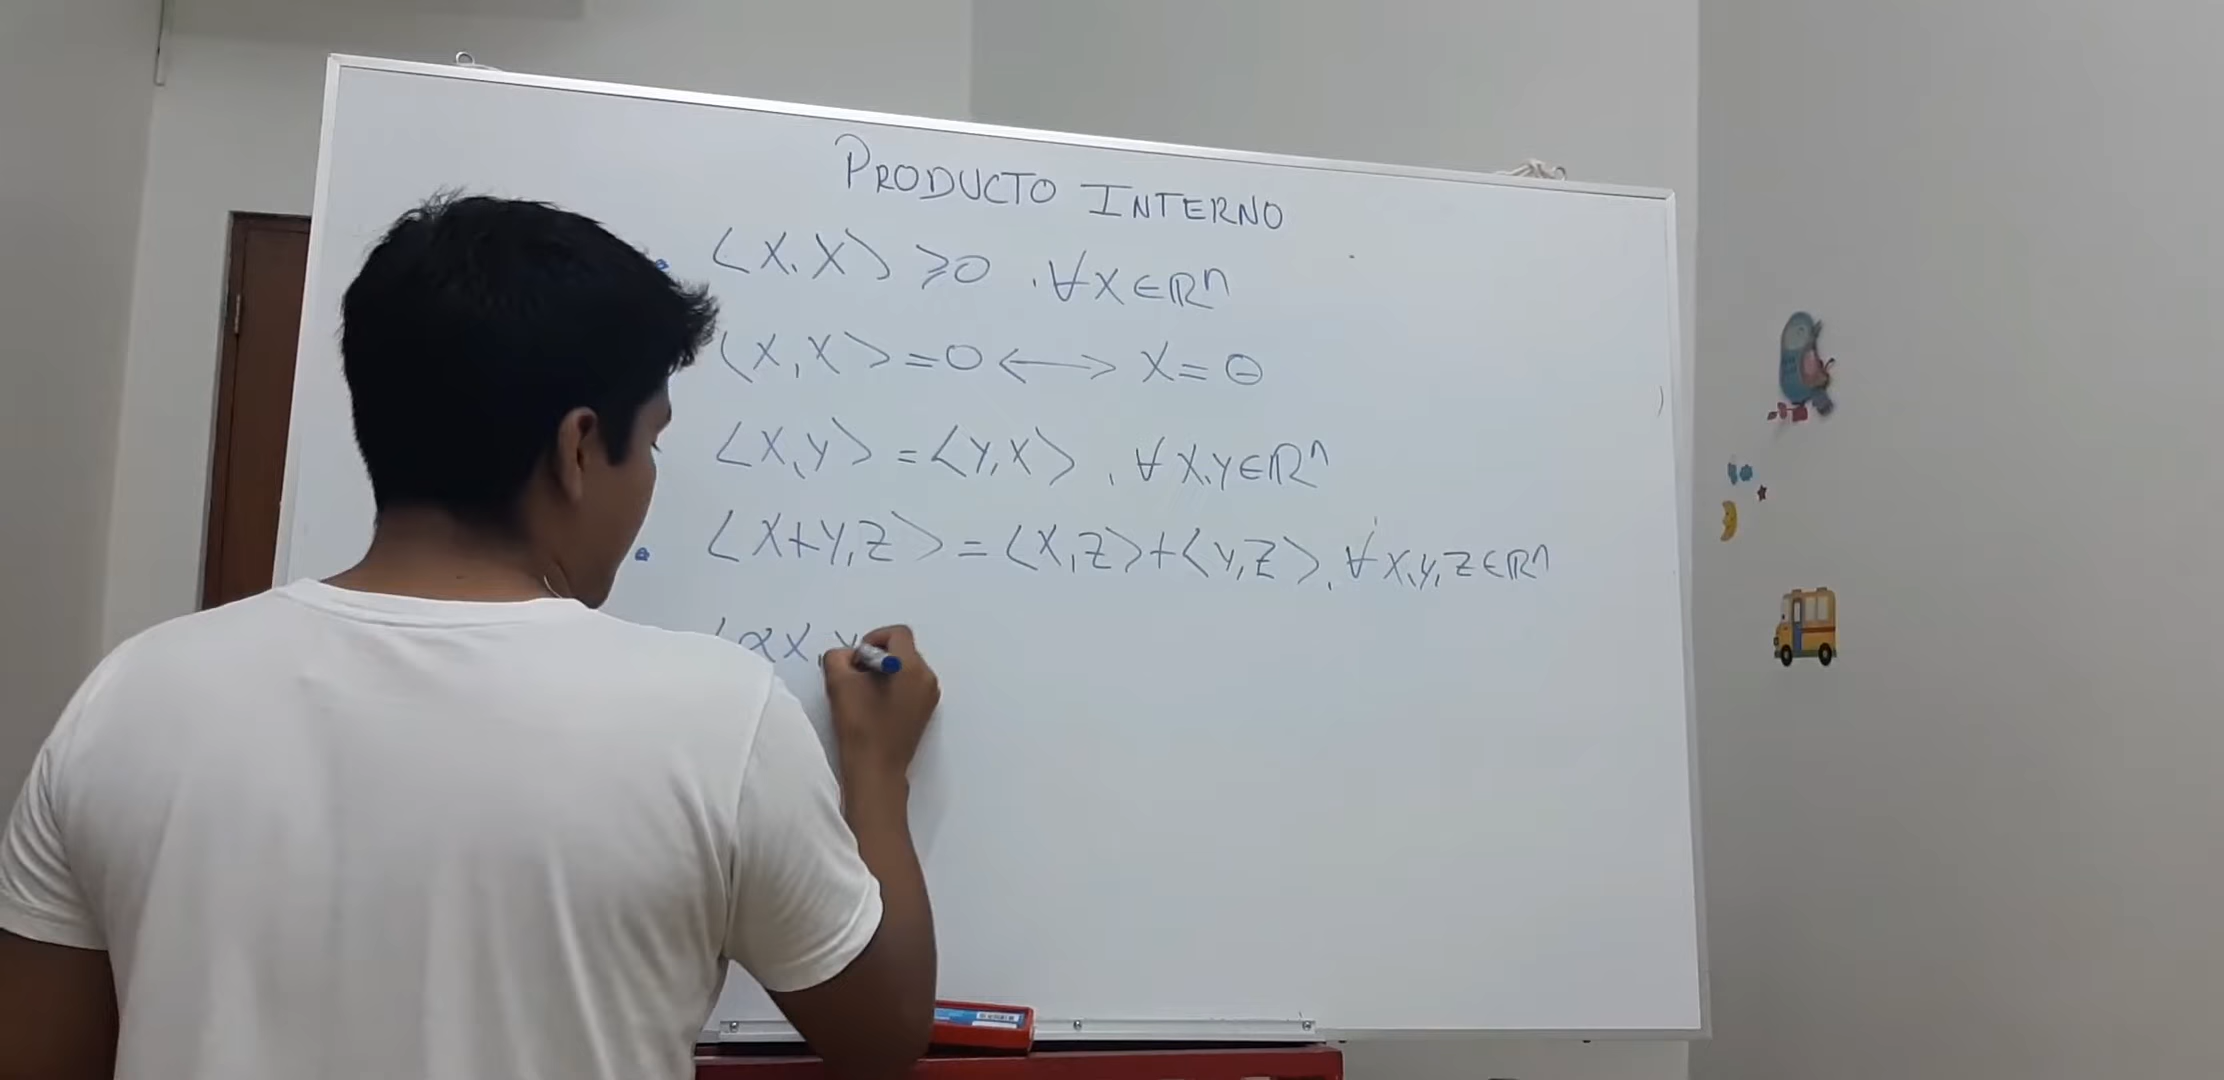 PRODUCTO INTERNO
• ⟨X,X⟩ ⩾0 , ∀X∈ℝⁿ
⟨X,X⟩=0 ⟷ X=Θ
⟨X,Y⟩ = ⟨Y,X⟩ , ∀ X,Y∈ℝⁿ
• ⟨X+Y,Z⟩ = ⟨X,Z⟩+⟨Y,Z⟩, ∀ X,Y,Z∈ℝⁿ
⟨αX,Y